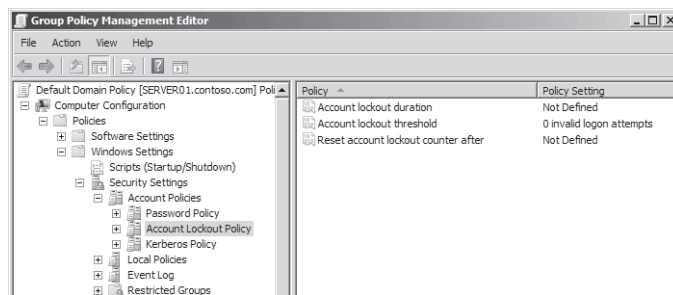 Group Policy Management Editor
File Action View Help
Default Domain Policy [SERVER01.contoso.com] Poli
Computer Configuration
Policies
Software Settings
Windows Settings
Scripts (Startup/Shutdown)
Security Settings
Account Policies
Password Policy
Account Lockout Policy
Kerberos Policy
Local Policies
Event Log
Restricted Groups
Policy Policy Setting
Account lockout duration Not Defined
Account lockout threshold 0 invalid logon attempts
Reset account lockout counter after Not Defined